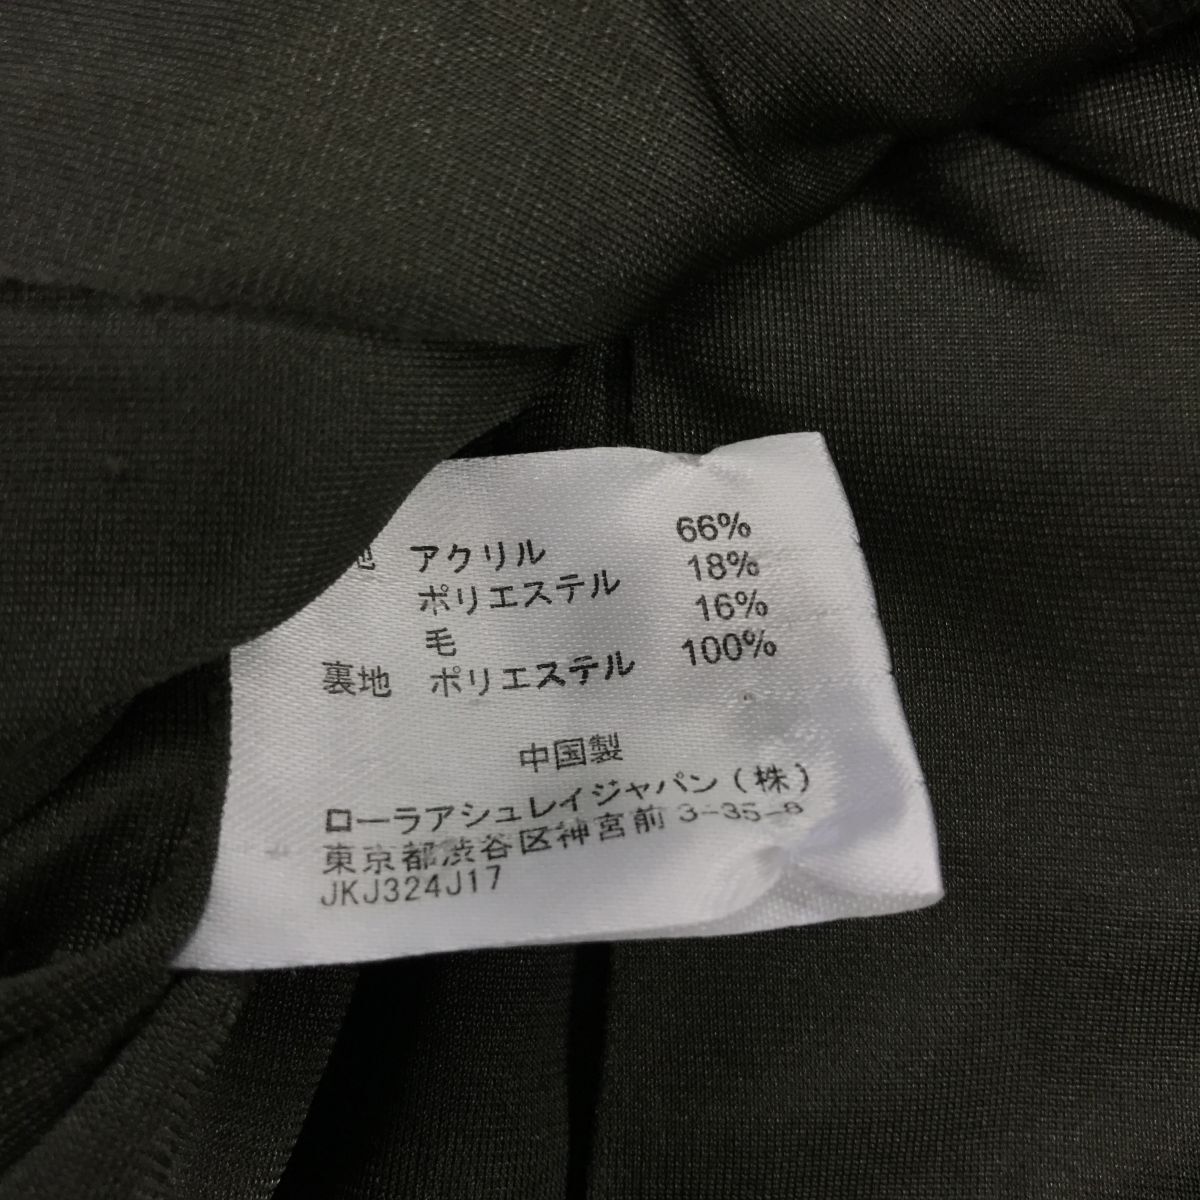 地 アクリル 66%
ポリエステル 18%
毛 16%
裏地 ポリエステル 100%
中国製
ローラアシュレイジャパン(株)
東京都渋谷区神宮前 3-35-8
JKJ324J17